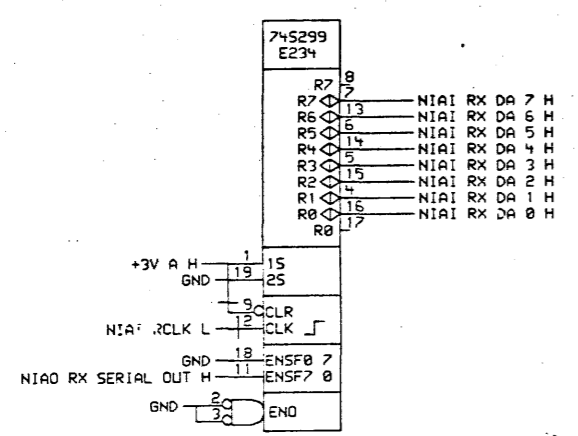 74S299
E234
R7 8
R7 7 NIAI RX DA 7 H
R6 13 NIAI RX DA 6 H
R5 6 NIAI RX DA 5 H
R4 14 NIAI RX DA 4 H
R3 5 NIAI RX DA 3 H
R2 15 NIAI RX DA 2 H
R1 4 NIAI RX DA 1 H
R0 16 NIAI RX DA 0 H
R0 17
+3V A H 1 1S
GND 19 2S
9 CLR
RCLK L 12 CLK
GND 18 ENSF0 7
NIAO RX SERIAL OUT H 11 ENSF7 0
GND 2 ENO
3